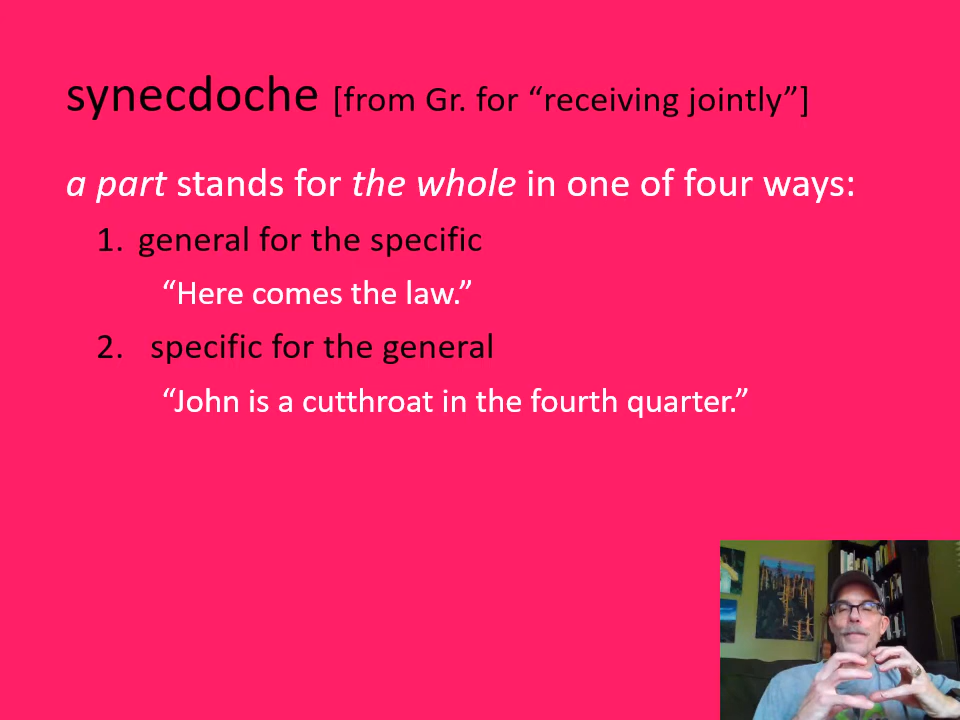 synecdoche [from Gr. for “receiving jointly”]
a part stands for the whole in one of four ways:
1. general for the specific
“Here comes the law.”
2. specific for the general
“John is a cutthroat in the fourth quarter.”